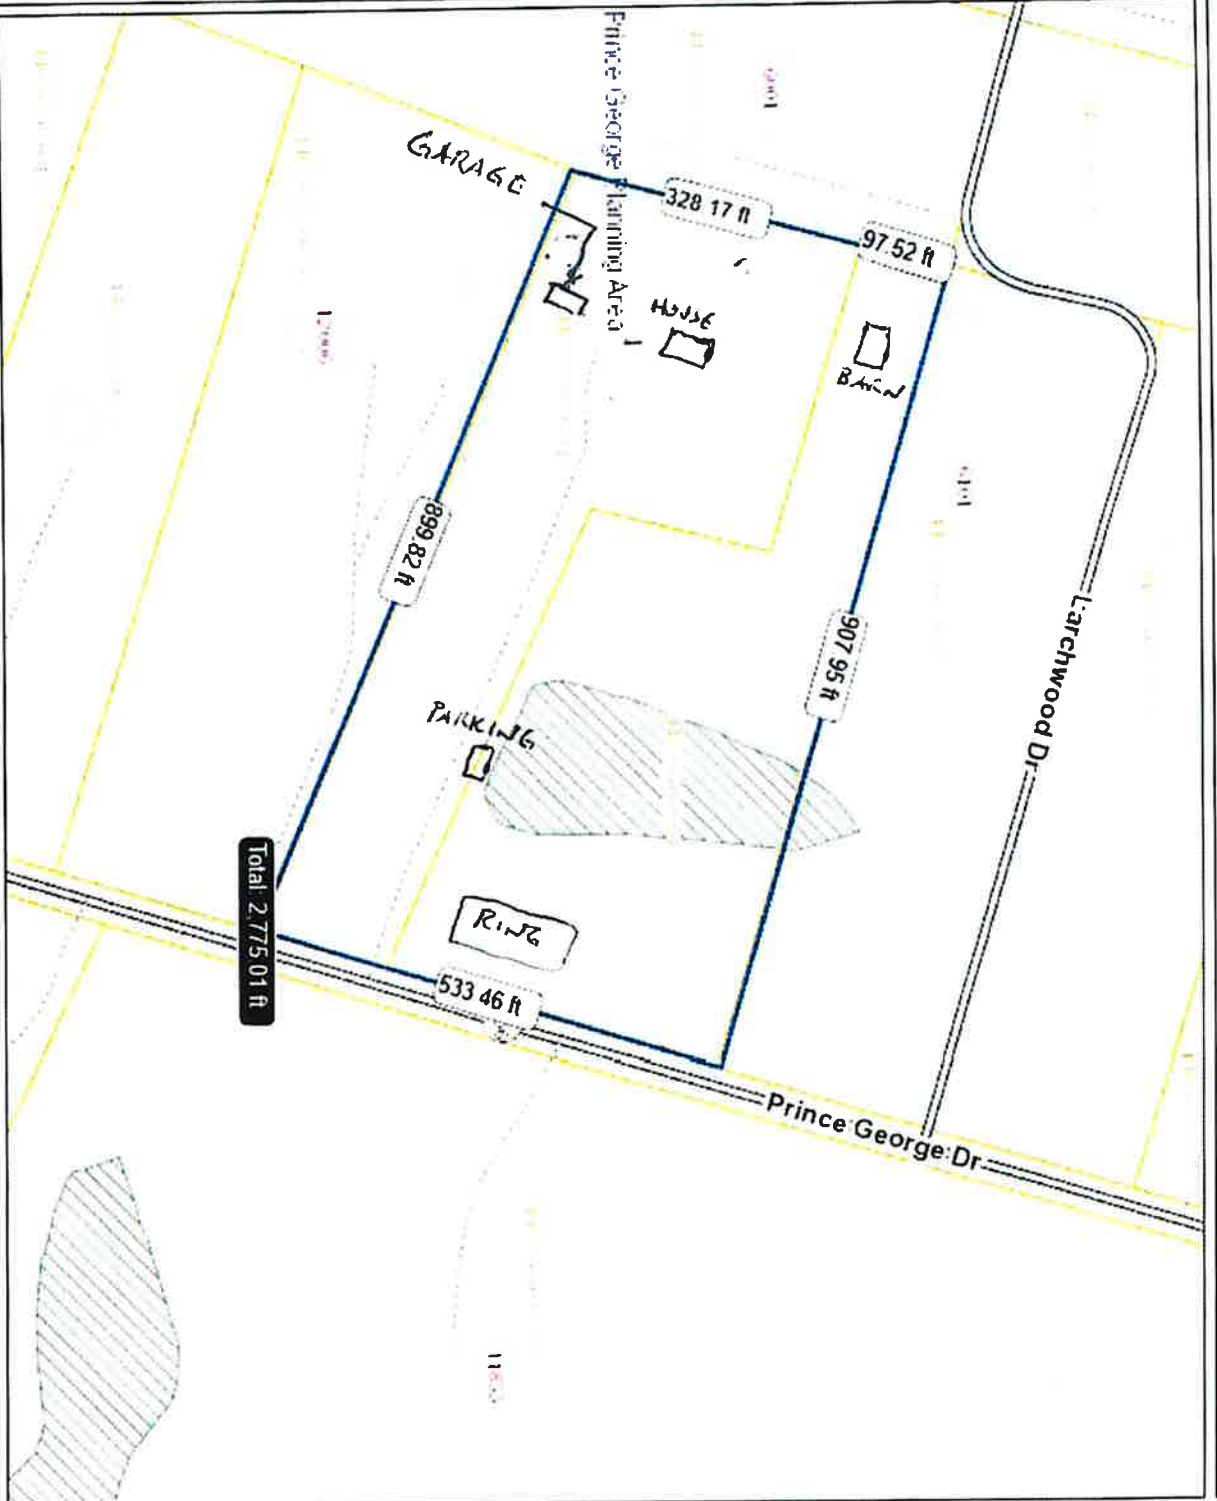 Prince George Planning Area
GARAGE
328.17 ft
97.52 ft
HOUSE
BARN
899.82 ft
907.95 ft
Larchwood Dr
PARKING
RING
Total: 2,775.01 ft
533.46 ft
Prince George Dr